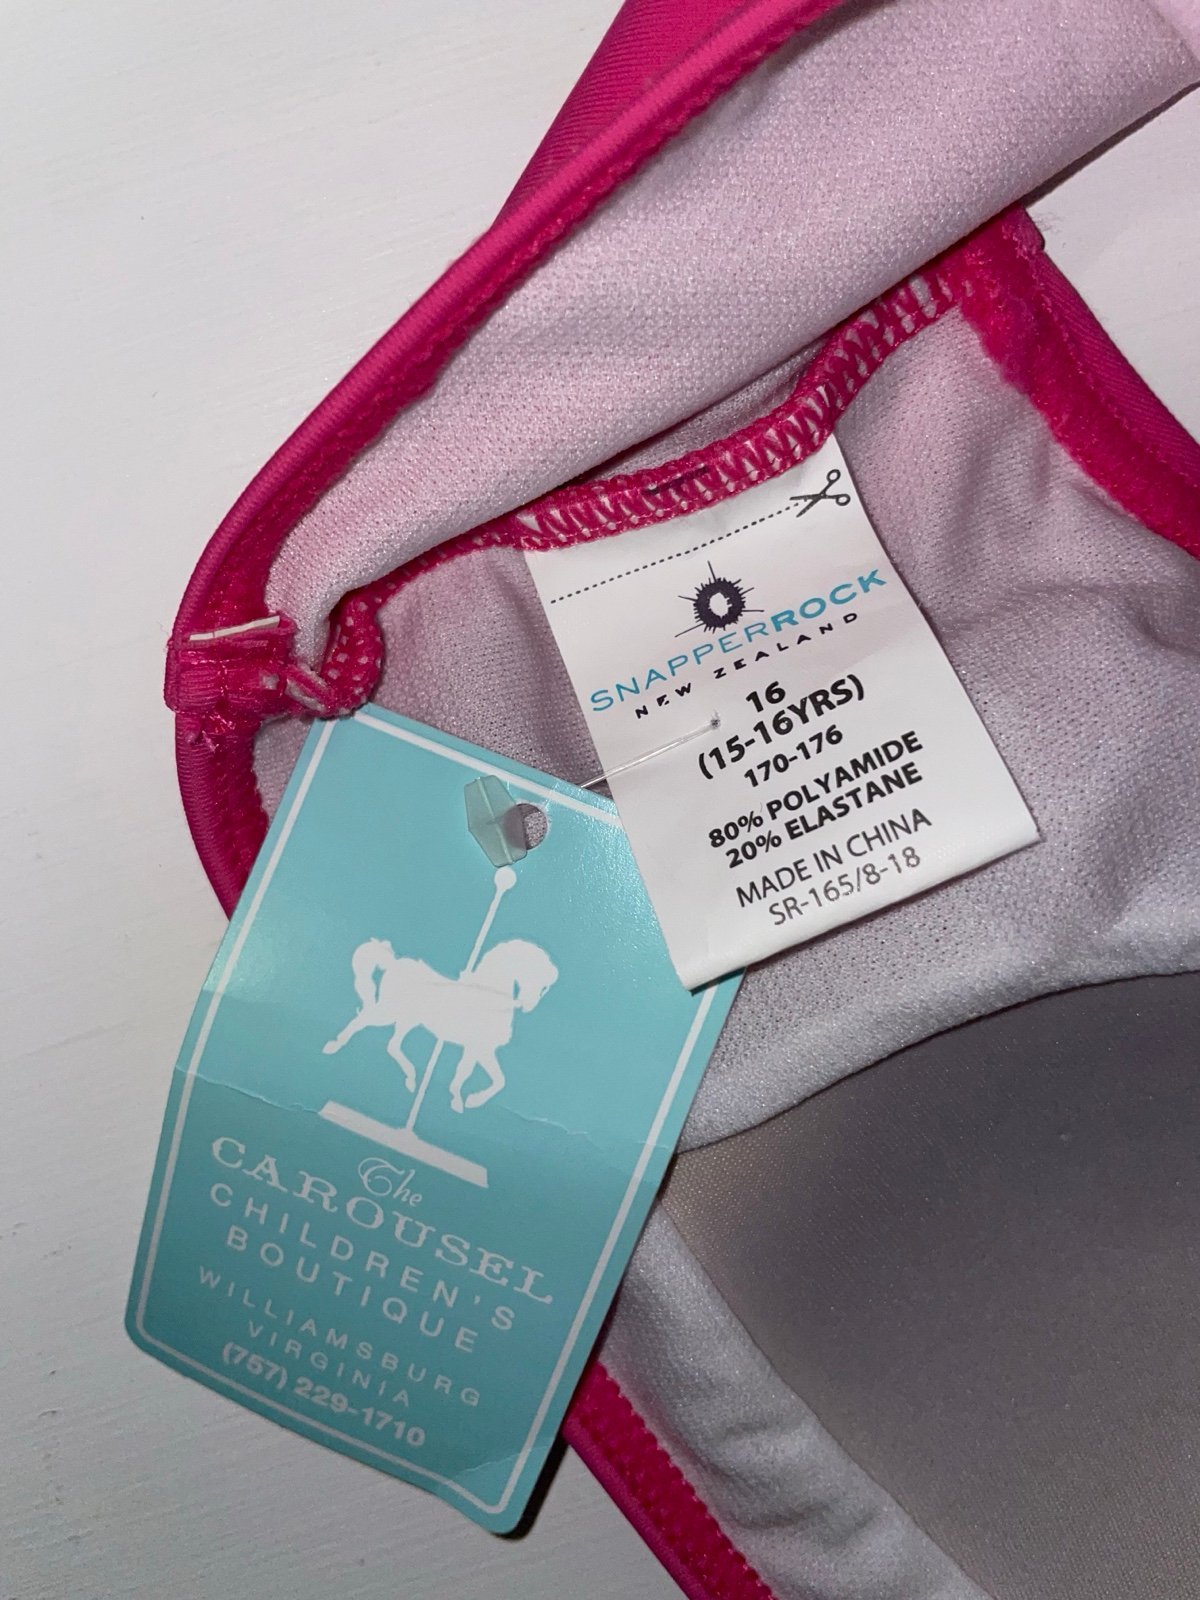 SNAPPERROCK
NEW ZEALAND
16
(15-16YRS)
170-176
80% POLYAMIDE
20% ELASTANE
MADE IN CHINA
SR-165/8-18
The
CAROUSEL
CHILDREN'S
BOUTIQUE
WILLIAMSBURG
VIRGINIA
(757) 229-1710